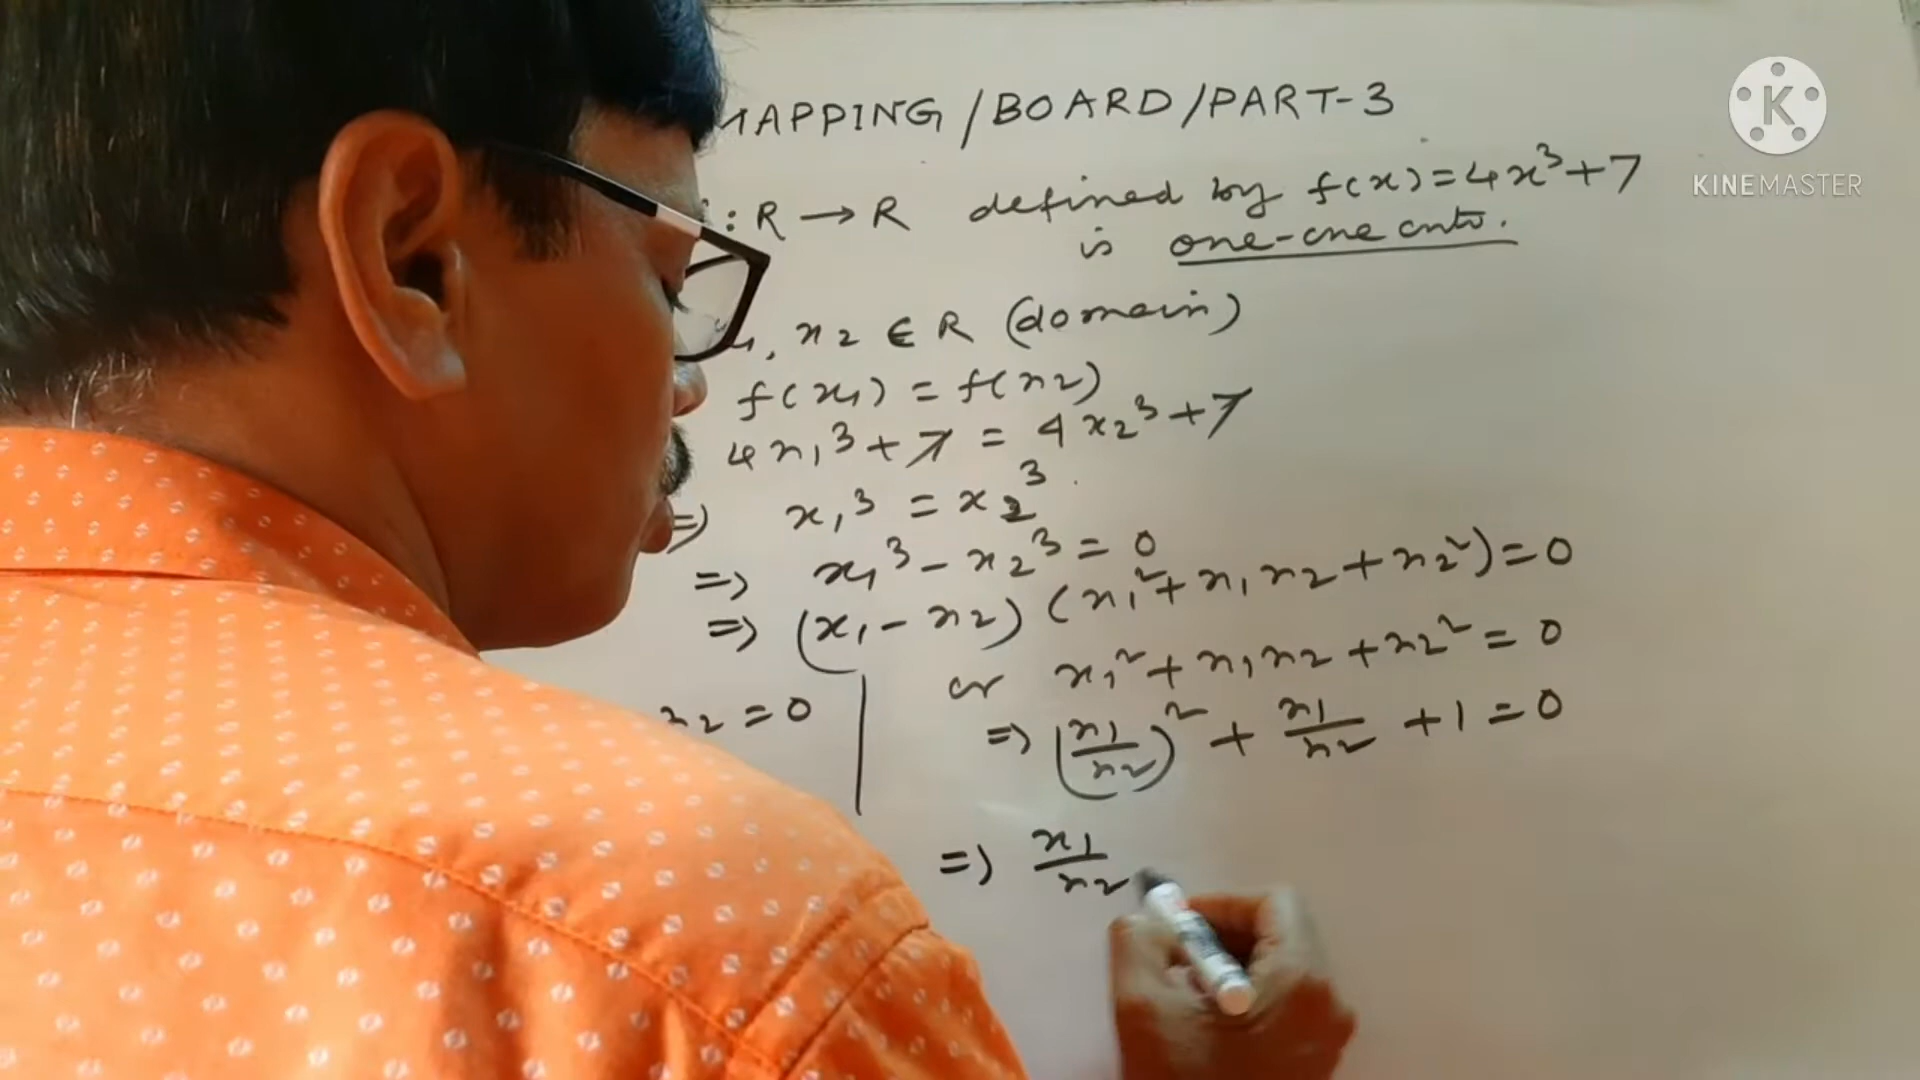 MAPPING/BOARD/PART-3
KINEMASTER
: R → R defined by f(x)=4x³+7
is one-one onto.
, x2 ∈ R (domain)
f(x1) = f(x2)
4x1³+7 = 4x2³+7
=> x1³ = x2³
=> x1³-x2³=0
=> (x1-x2) (x1²+x1x2+x2²)=0
x2=0 or x1²+x1x2+x2²=0
=> (x1/x2)² + x1/x2 +1=0
=> x1/x2